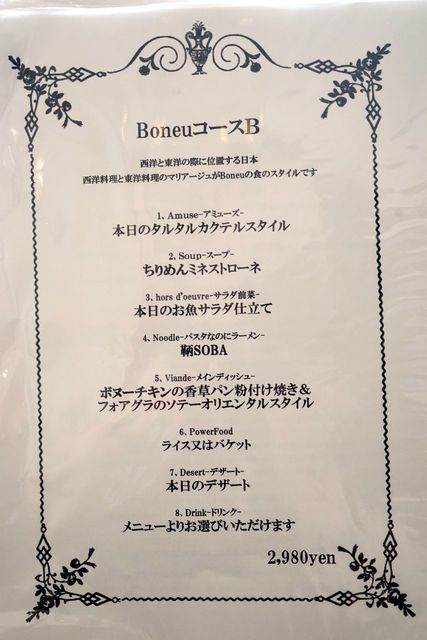 BoneuコースB
西洋と東洋の際に位置する日本
西洋料理と東洋料理のマリアージュがBoneuの食のスタイルです
1、Amuse-アミューズ-
本日のタルタルカクテルスタイル
2、Soup-スープ-
ちりめんミネストローネ
3、hors d'oeuvre-サラダ前菜-
本日のお魚サラダ仕立て
4、Noodle-パスタなのにラーメン-
鞆SOBA
5、Viande-メインディッシュ-
ボヌーチキンの香草パン粉付け焼き&
フォアグラのソテーオリエンタルスタイル
6、PowerFood
ライス又はバケット
7、Desert-デザート-
本日のデザート
8、Drink-ドリンク-
メニューよりお選びいただけます
2,980yen